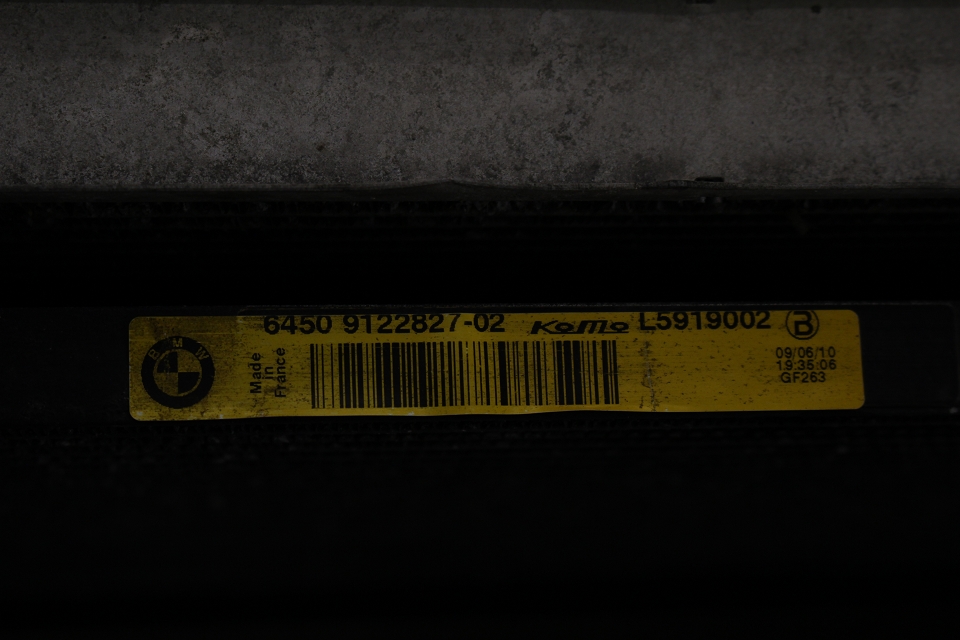 6450 9122827-02 KoMo L5919002 B
BMW
Made
in
France
09/06/10
19:35:06
GF263